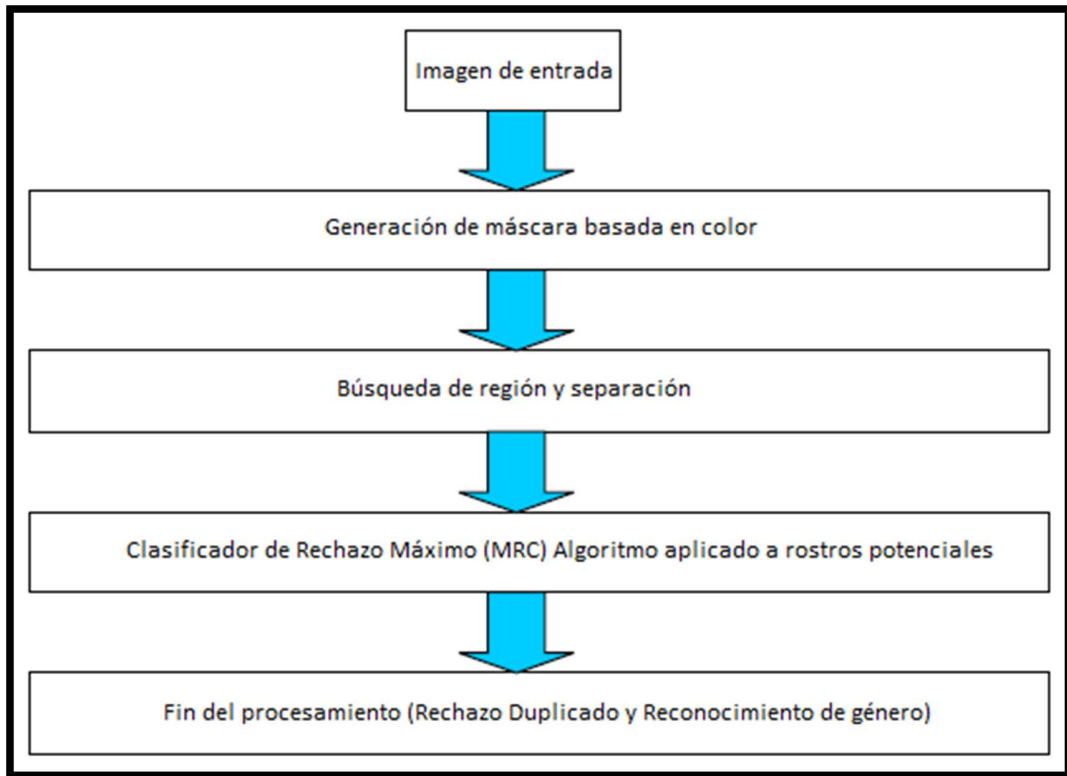 Imagen de entrada
Generación de máscara basada en color
Búsqueda de región y separación
Clasificador de Rechazo Máximo (MRC) Algoritmo aplicado a rostros potenciales
Fin del procesamiento (Rechazo Duplicado y Reconocimiento de género)